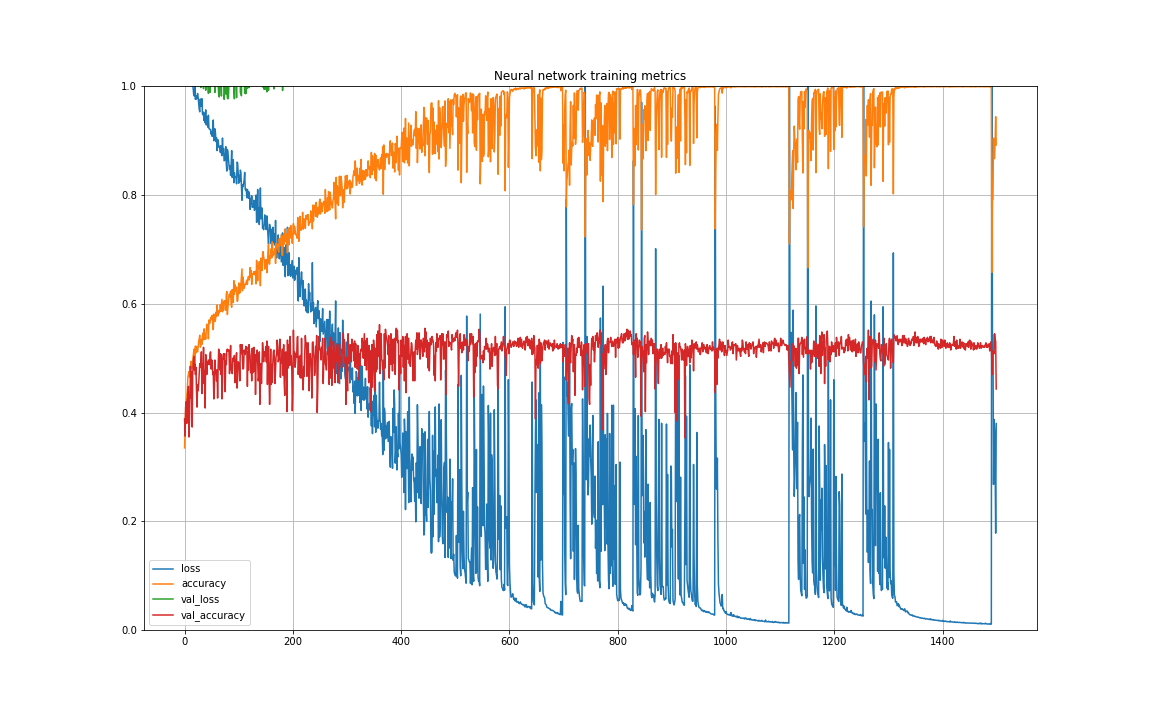 Neural network training metrics
1.0
0.8
0.6
0.4
0.2
0.0
loss
accuracy
val_loss
val_accuracy
0 200 400 600 800 1000 1200 1400